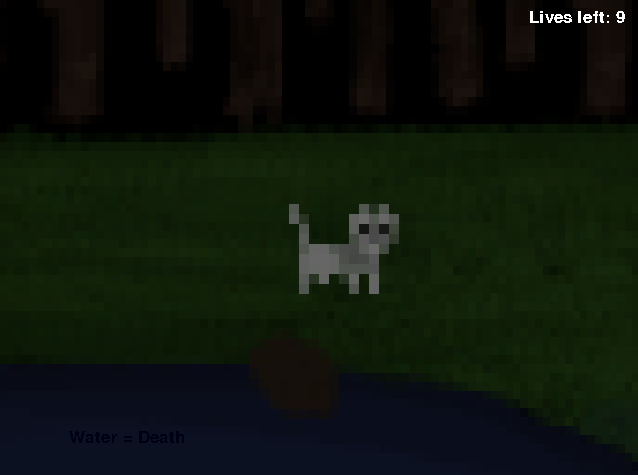 Lives left: 9
Water = Death